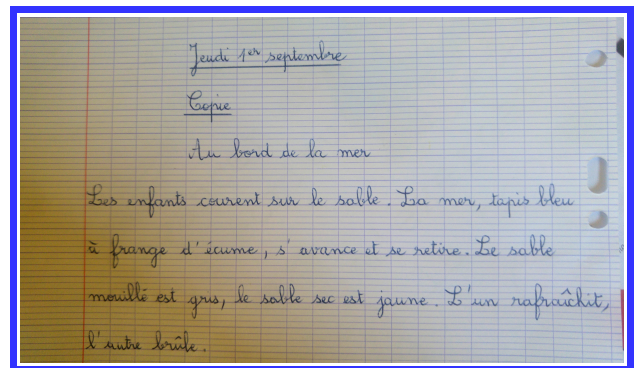 Jeudi 1er septembre
Copie
Au bord de la mer
Les enfants courent sur le sable. La mer, tapis bleu
à frange d'écume, s'avance et se retire. Le sable
mouillé est gris, le sable sec est jaune. L'un rafraîchit,
l'autre brûle.